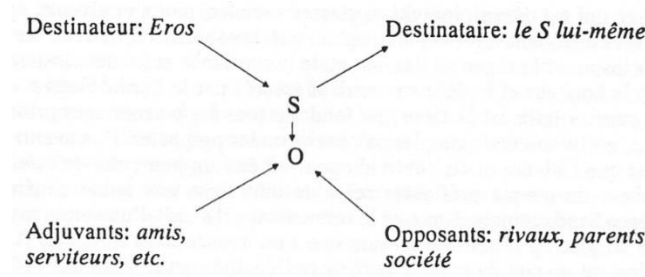 Destinateur: Eros
Destinataire: le S lui-même
S
O
Adjuvants: amis,
serviteurs, etc.
Opposants: rivaux, parents
société